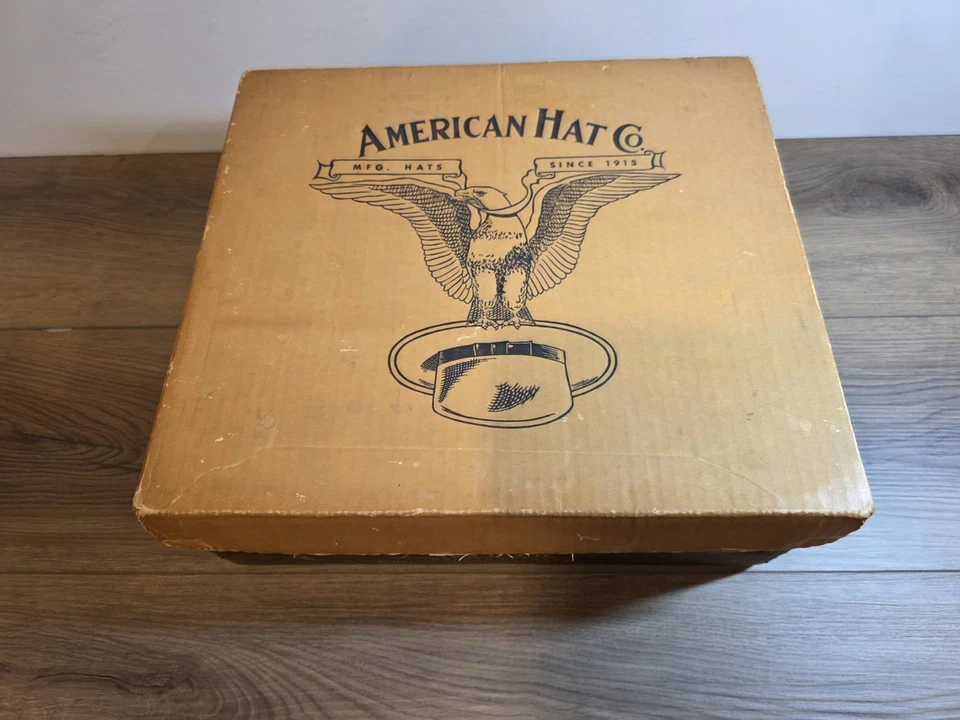 AMERICAN HAT CO.
MFG. HATS SINCE 1915